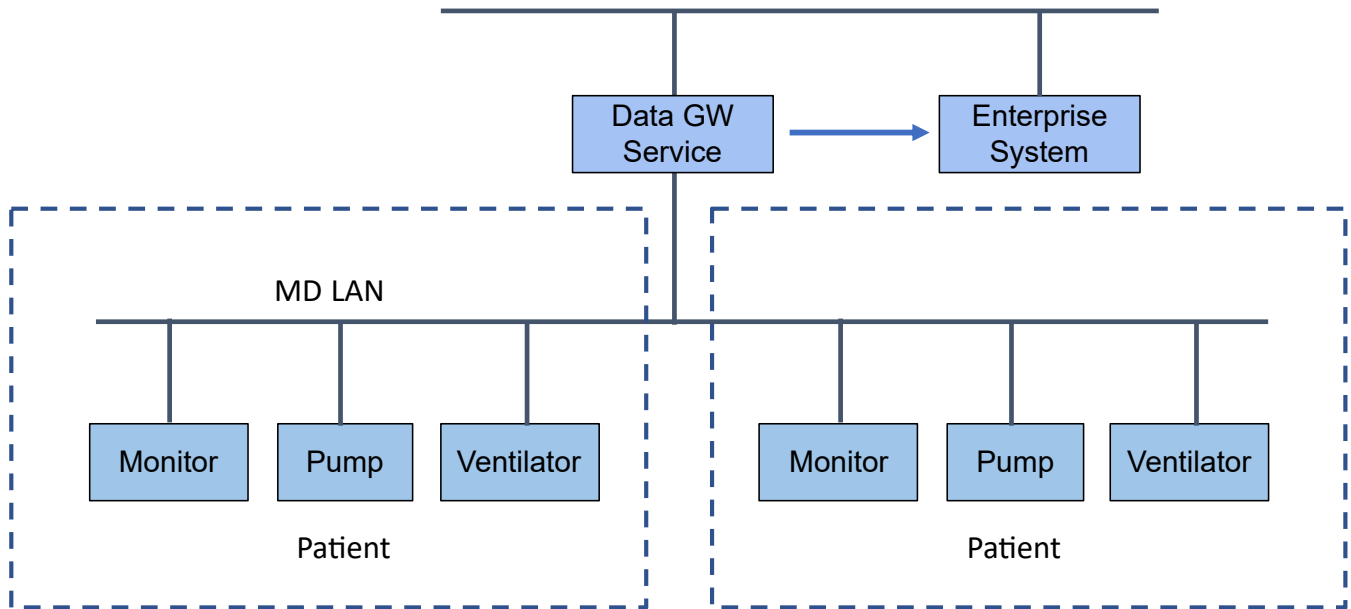 Data GW
Service
Enterprise
System
MD LAN
Monitor
Pump
Ventilator
Monitor
Pump
Ventilator
Patient
Patient